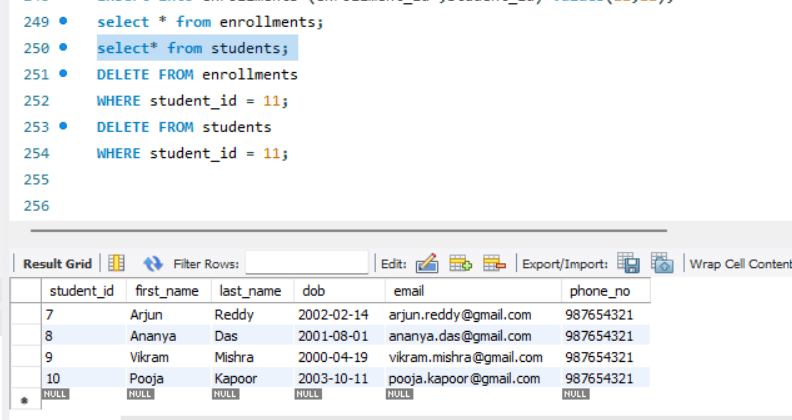 249 select * from enrollments;
250 select* from students;
251 DELETE FROM enrollments
252 WHERE student_id = 11;
253 DELETE FROM students
254 WHERE student_id = 11;
255
256
Result Grid Filter Rows: Edit: Export/Import: Wrap Cell Content
student_id first_name last_name dob email phone_no
7 Arjun Reddy 2002-02-14 arjun.reddy@gmail.com 987654321
8 Ananya Das 2001-08-01 ananya.das@gmail.com 987654321
9 Vikram Mishra 2000-04-19 vikram.mishra@gmail.com 987654321
10 Pooja Kapoor 2003-10-11 pooja.kapoor@gmail.com 987654321
NULL NULL NULL NULL NULL NULL